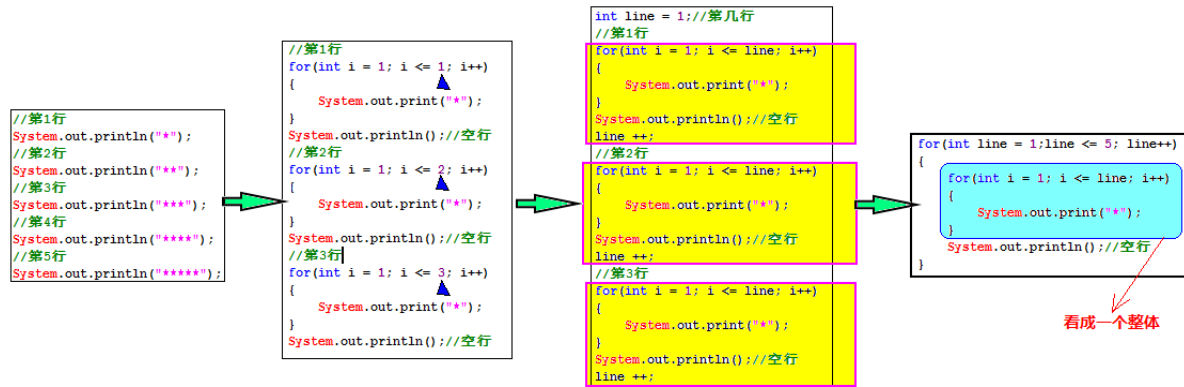 //第1行
System.out.println("*");
//第2行
System.out.println("**");
//第3行
System.out.println("***");
//第4行
System.out.println("****");
//第5行
System.out.println("*****");
//第1行
for(int i = 1; i <= 1; i++)
{
System.out.print("*");
}
System.out.println();//空行
//第2行
for(int i = 1; i <= 2; i++)
{
System.out.print("*");
}
System.out.println();//空行
//第3行
for(int i = 1; i <= 3; i++)
{
System.out.print("*");
}
System.out.println();//空行
int line = 1;//第几行
//第1行
for(int i = 1; i <= line; i++)
{
System.out.print("*");
}
System.out.println();//空行
line ++;
//第2行
for(int i = 1; i <= line; i++)
{
System.out.print("*");
}
System.out.println();//空行
line ++;
//第3行
for(int i = 1; i <= line; i++)
{
System.out.print("*");
}
System.out.println();//空行
line ++;
for(int line = 1;line <= 5; line++)
{
for(int i = 1; i <= line; i++)
{
System.out.print("*");
}
System.out.println();//空行
}
看成一个整体